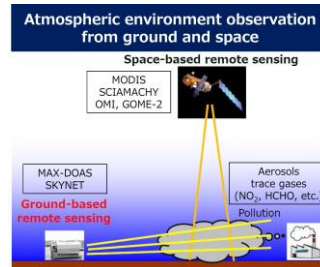 Atmospheric environment observation
from ground and space
Space-based remote sensing
MODIS
SCIAMACHY
OMI, GOME-2
MAX-DOAS
SKYNET
Ground-based
remote sensing
Aerosols
trace gases
(NO₂, HCHO, etc.)
Pollution